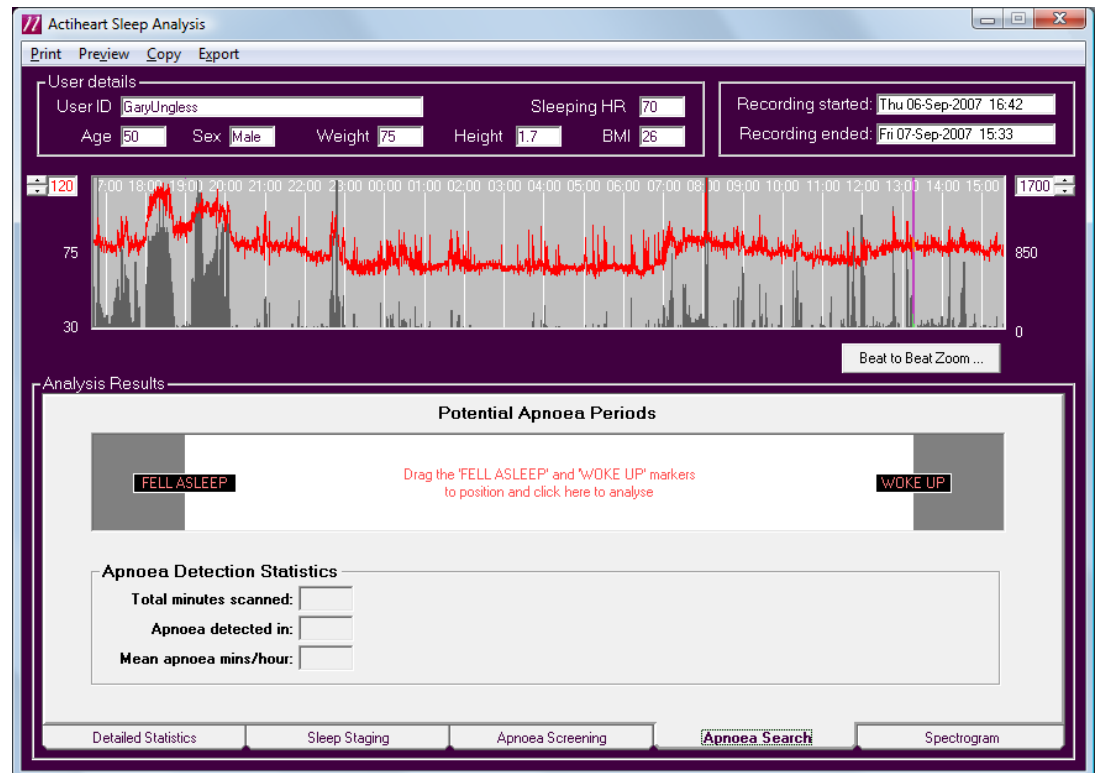 Actiheart Sleep Analysis
Print Preview Copy Export
User details
User ID GaryUngless Sleeping HR 70
Age 50 Sex Male Weight 75 Height 1.7 BMI 26
Recording started: Thu 06-Sep-2007 16:42
Recording ended: Fri 07-Sep-2007 15:33
120 17:00 18:00 19:00 20:00 21:00 22:00 23:00 00:00 01:00 02:00 03:00 04:00 05:00 06:00 07:00 08:00 09:00 10:00 11:00 12:00 13:00 14:00 15:00 1700
75 850
30 0
Beat to Beat Zoom ...
Analysis Results
Potential Apnoea Periods
FELL ASLEEP
Drag the 'FELL ASLEEP' and 'WOKE UP' markers
to position and click here to analyse
WOKE UP
Apnoea Detection Statistics
Total minutes scanned:
Apnoea detected in:
Mean apnoea mins/hour:
Detailed Statistics Sleep Staging Apnoea Screening Apnoea Search Spectrogram